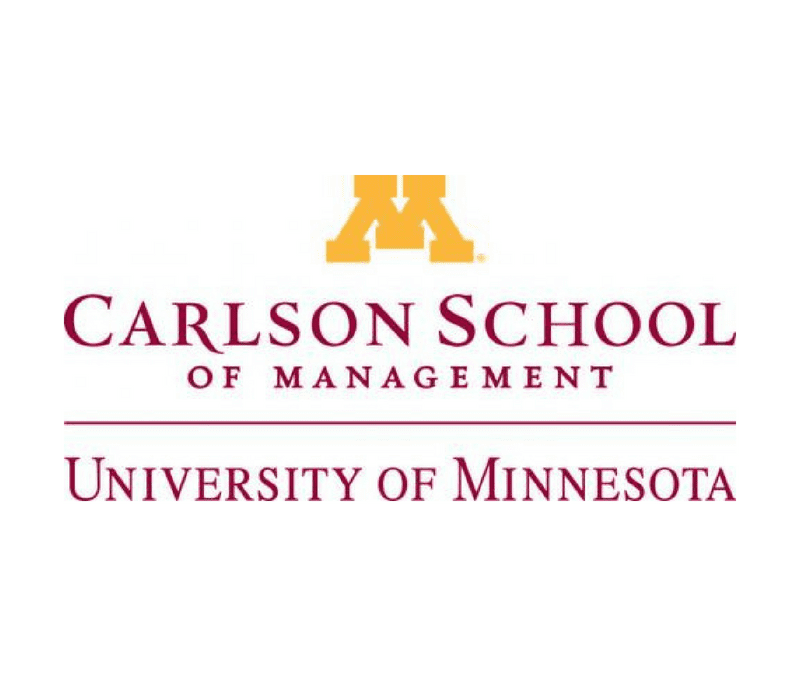 M
CARLSON SCHOOL
OF MANAGEMENT
UNIVERSITY OF MINNESOTA